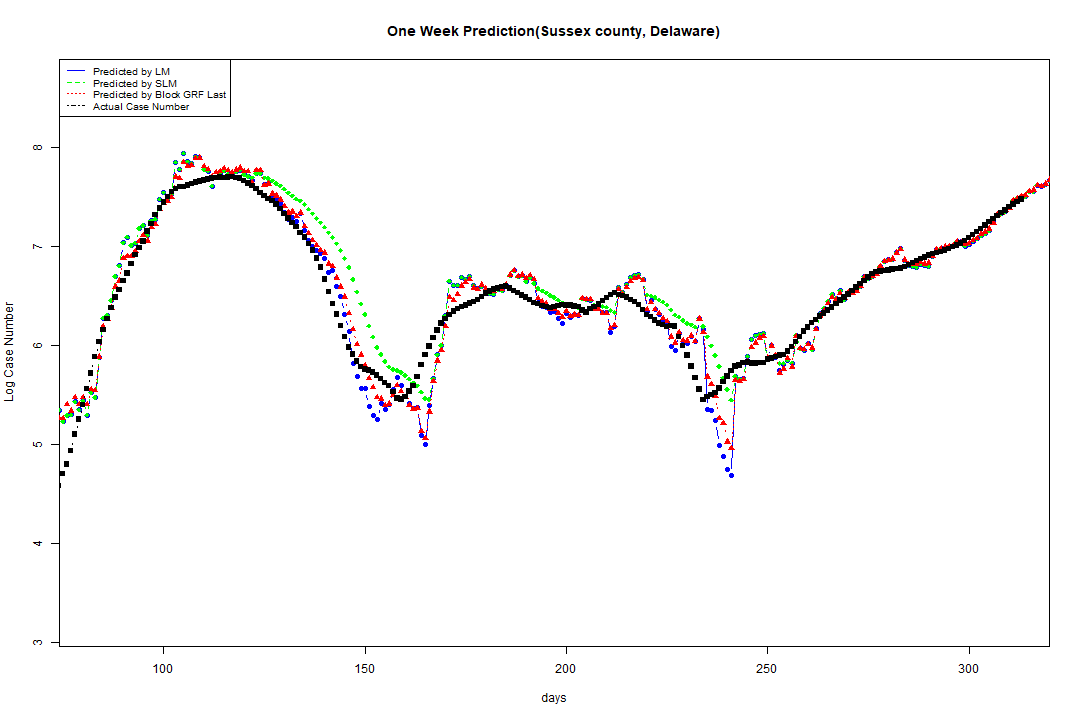 One Week Prediction(Sussex county, Delaware)
Predicted by LM
Predicted by SLM
Predicted by Block GRF Last
Actual Case Number
8
7
6
5
4
3
Log Case Number
100 150 200 250 300
days